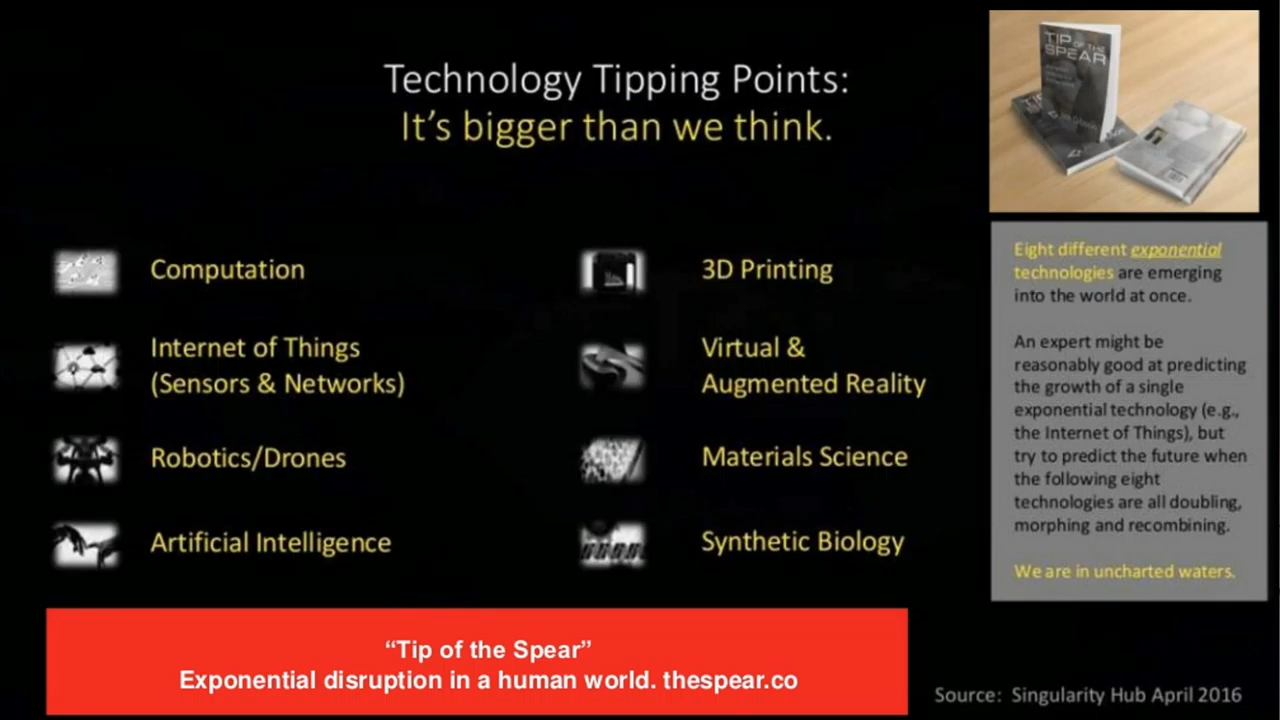 Technology Tipping Points:
It's bigger than we think.
TIP OF THE
SPEAR
Computation
Internet of Things
(Sensors & Networks)
Robotics/Drones
Artificial Intelligence
3D Printing
Virtual &
Augmented Reality
Materials Science
Synthetic Biology
Eight different exponential
technologies are emerging
into the world at once.
An expert might be
reasonably good at predicting
the growth of a single
exponential technology (e.g.,
the Internet of Things), but
try to predict the future when
the following eight
technologies are all doubling,
morphing and recombining.
We are in uncharted waters.
“Tip of the Spear”
Exponential disruption in a human world. thespear.co
Source: Singularity Hub April 2016